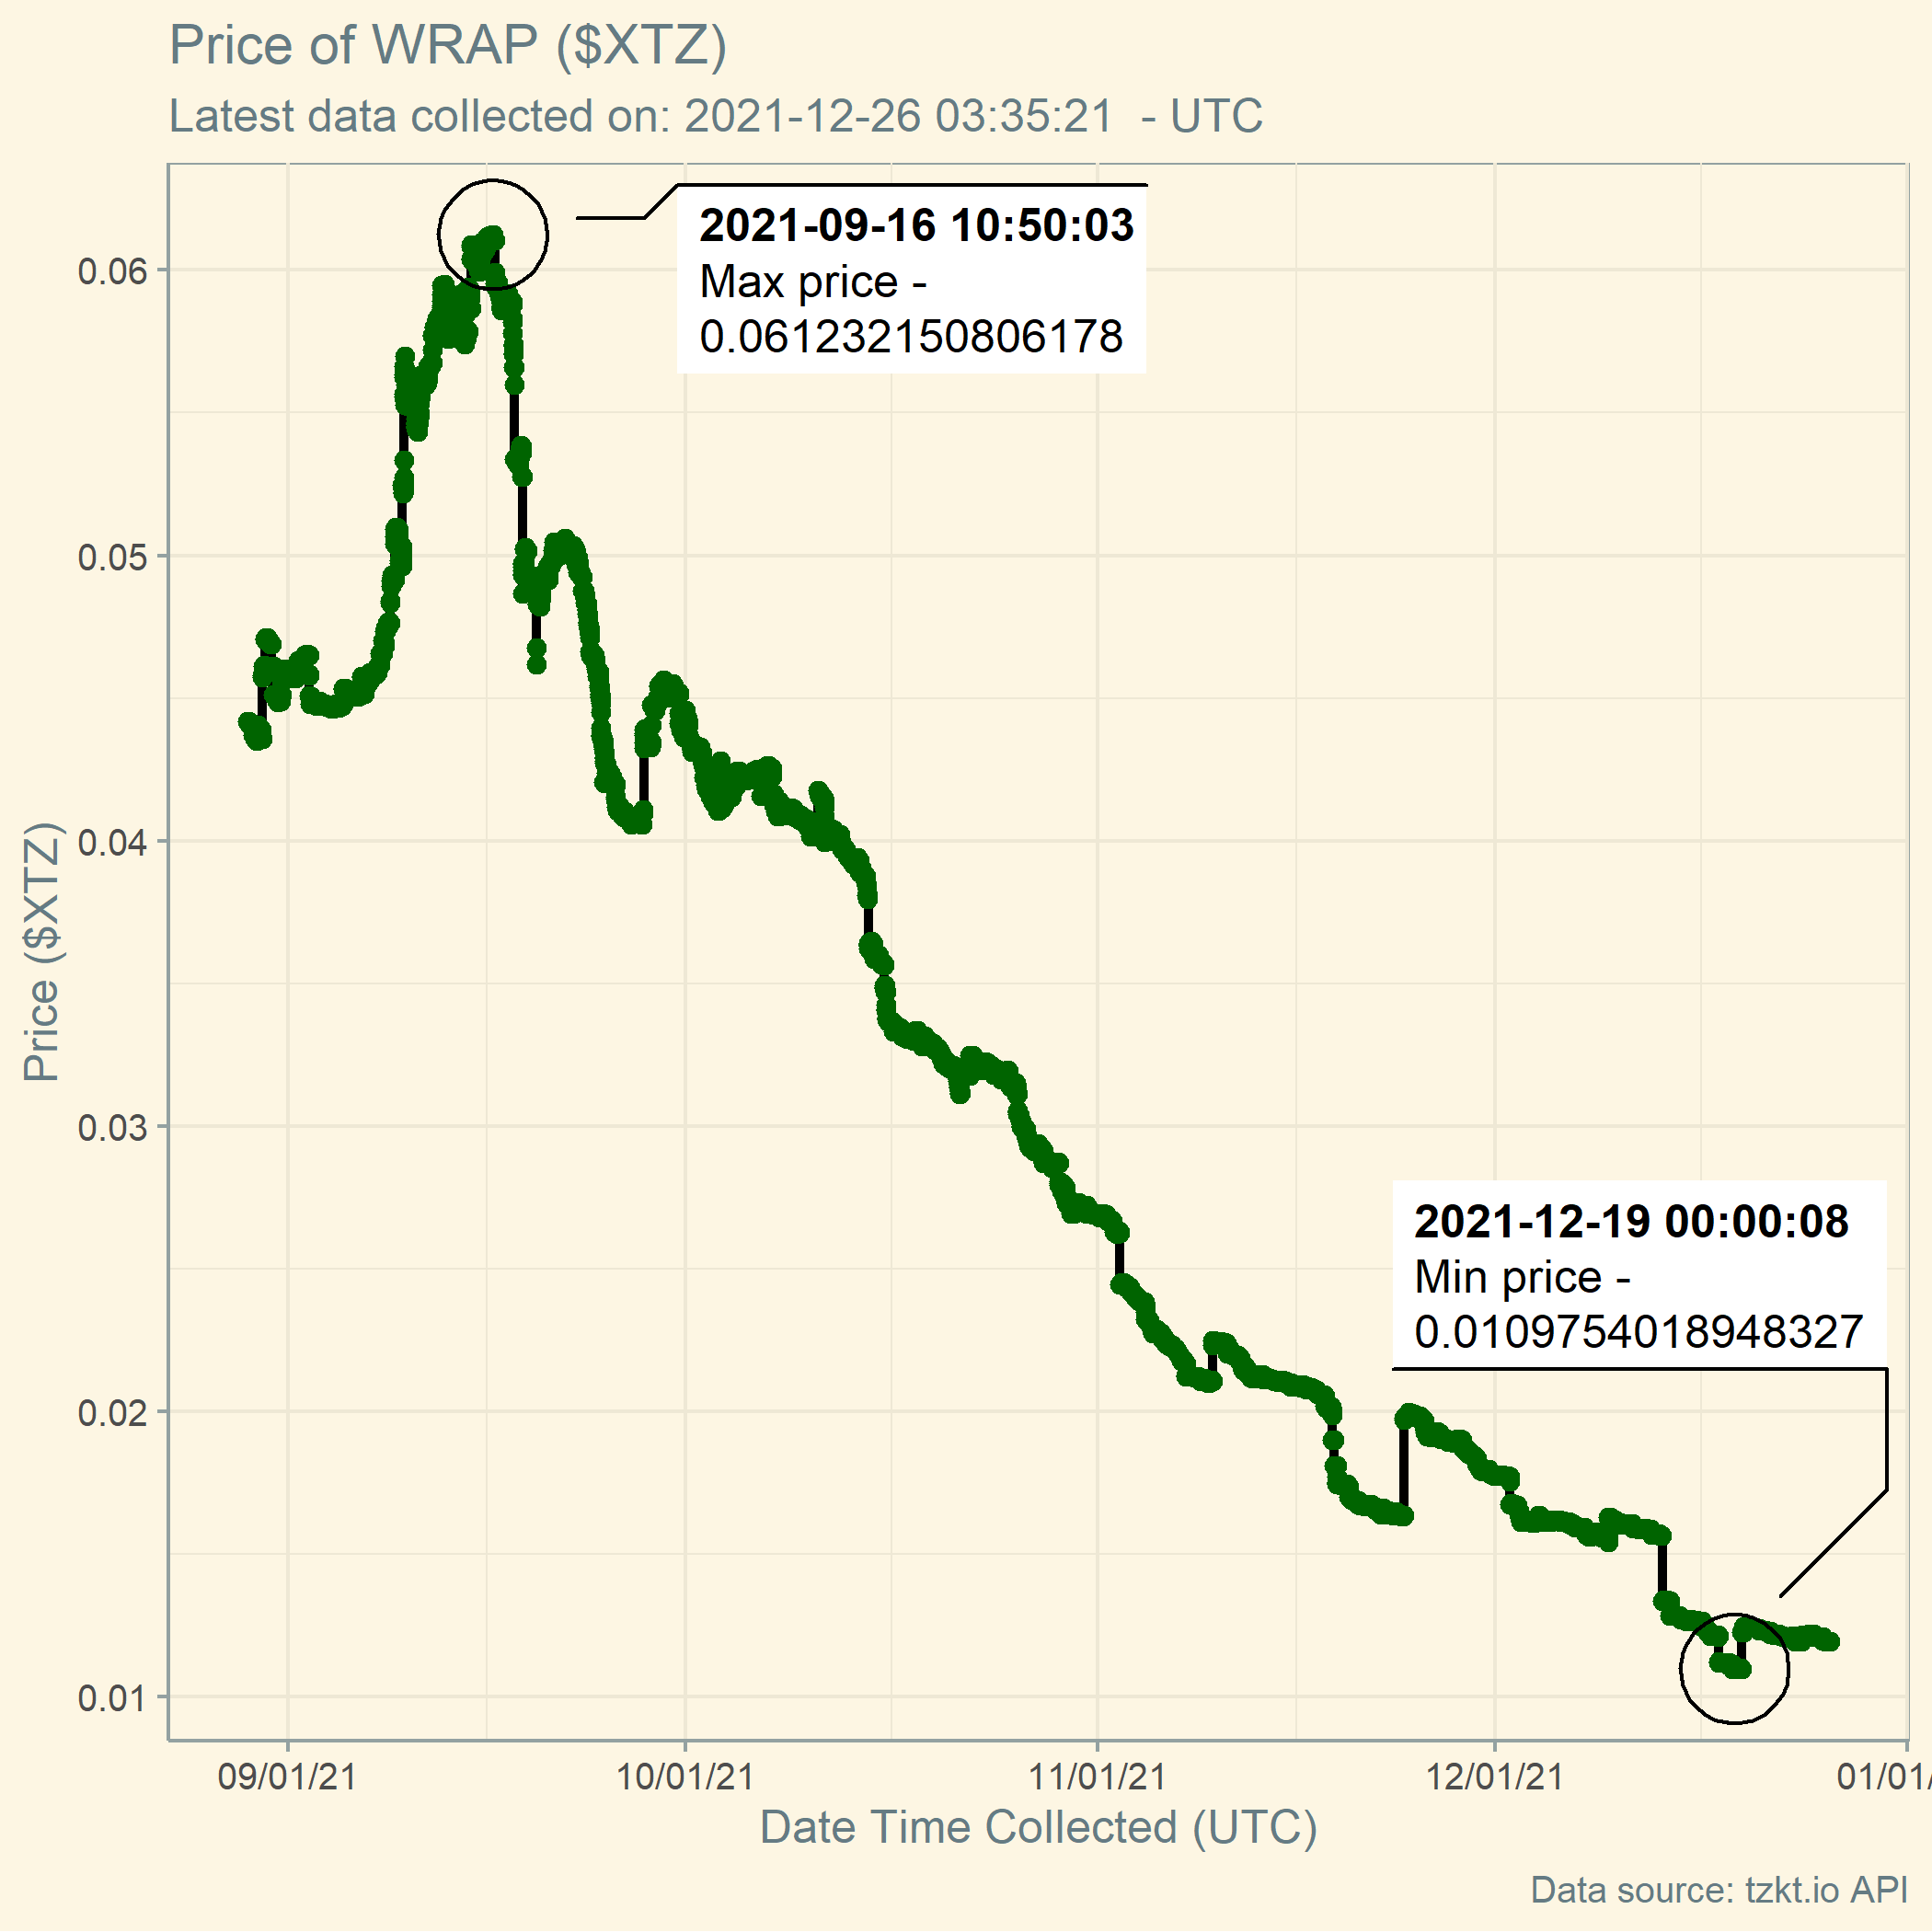 Price of WRAP ($XTZ)
Latest data collected on: 2021-12-26 03:35:21  - UTC
2021-09-16 10:50:03
Max price -
0.061232150806178
2021-12-19 00:00:08
Min price -
0.0109754018948327
Price ($XTZ)
0.06
0.05
0.04
0.03
0.02
0.01
09/01/21
10/01/21
11/01/21
12/01/21
01/01/
Date Time Collected (UTC)
Data source: tzkt.io API